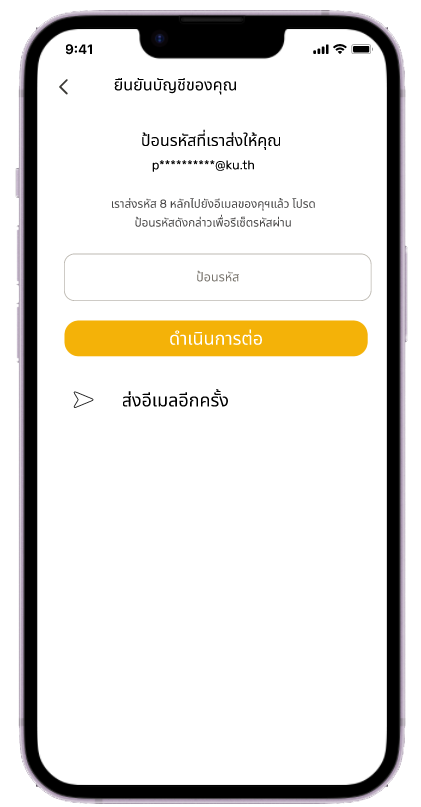 9:41
ยืนยันบัญชีของคุณ
ป้อนรหัสที่เราส่งให้คุณ
p**********@ku.th
เราส่งรหัส 8 หลักไปยังอีเมลของคุฯแล้ว โปรด
ป้อนรหัสดังกล่าวเพื่อรีเซ็ตรหัสผ่าน
ป้อนรหัส
ดำเนินการต่อ
ส่งอีเมลอีกครั้ง